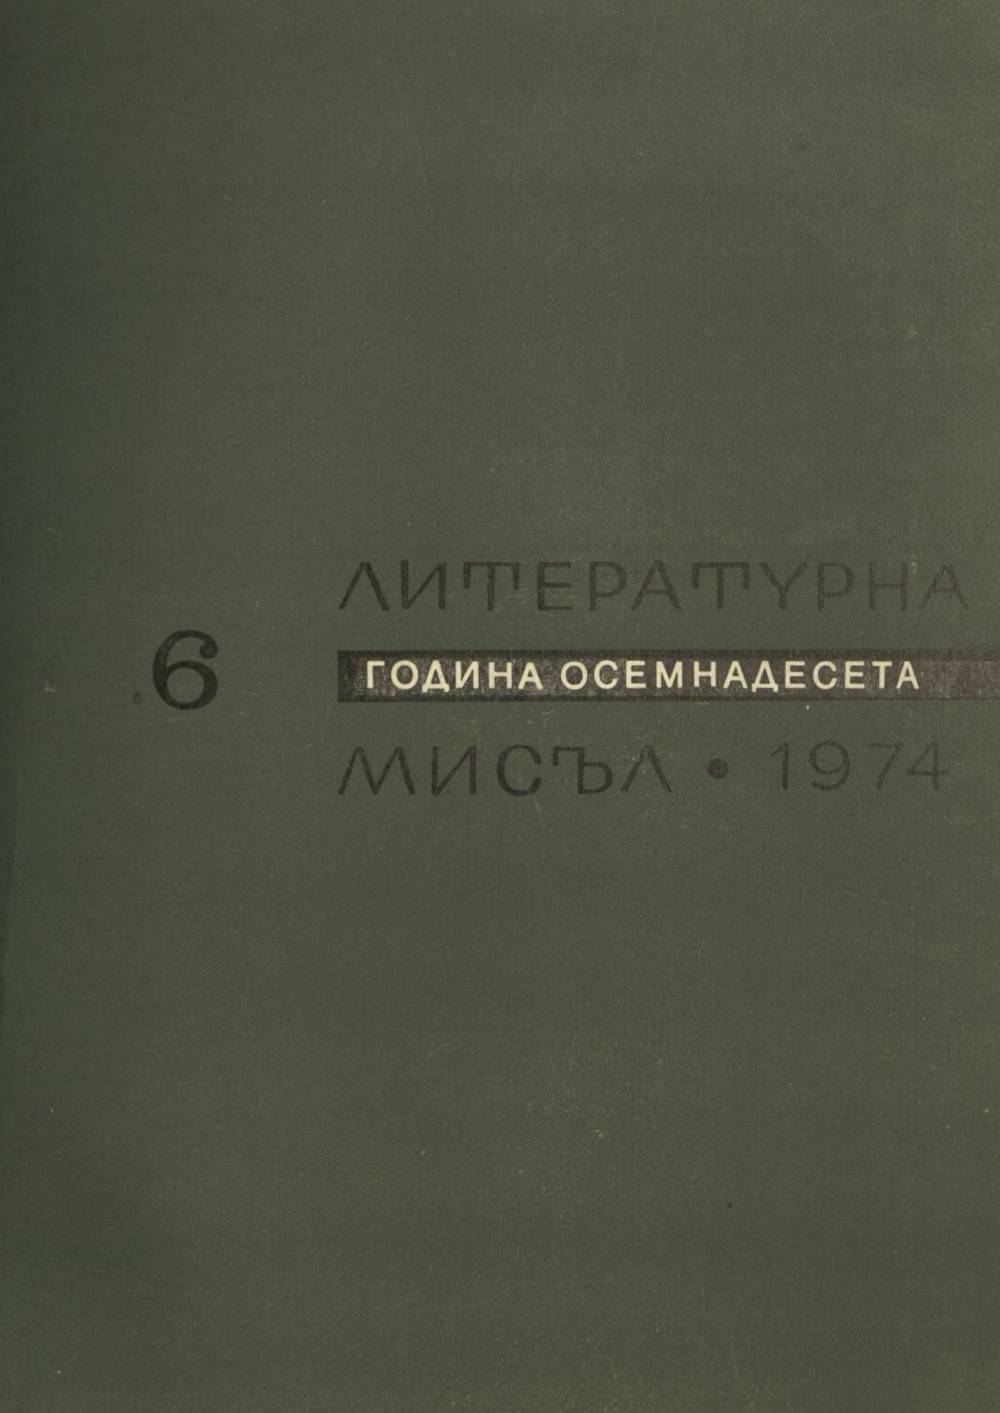 ЛИТЕРАТУРНА
6
ГОДИНА ОСЕМНАДЕСЕТА
МИСЪЛ • 1974